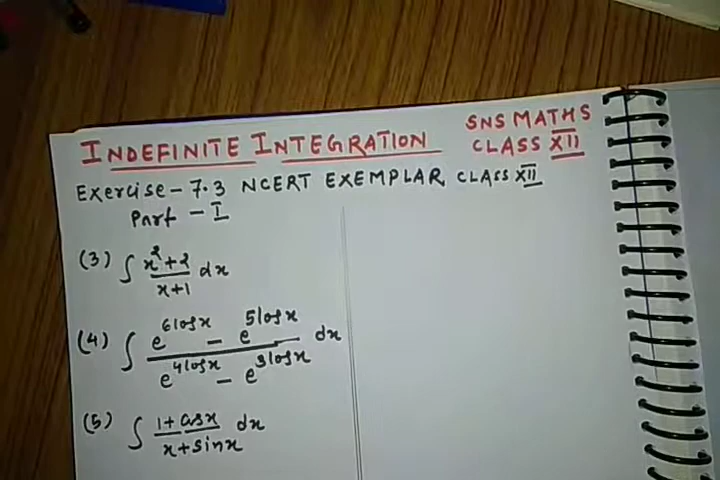 INDEFINITE INTEGRATION
SNS MATHS
CLASS XII
Exercise - 7.3 NCERT EXEMPLAR CLASS XII
Part - I
(3) ∫ (x² + 2)/(x + 1) dx
(4) ∫ (e^(6logx) - e^(5logx))/(e^(4logx) - e^(3logx)) dx
(5) ∫ (1 + cosx)/(x + sinx) dx